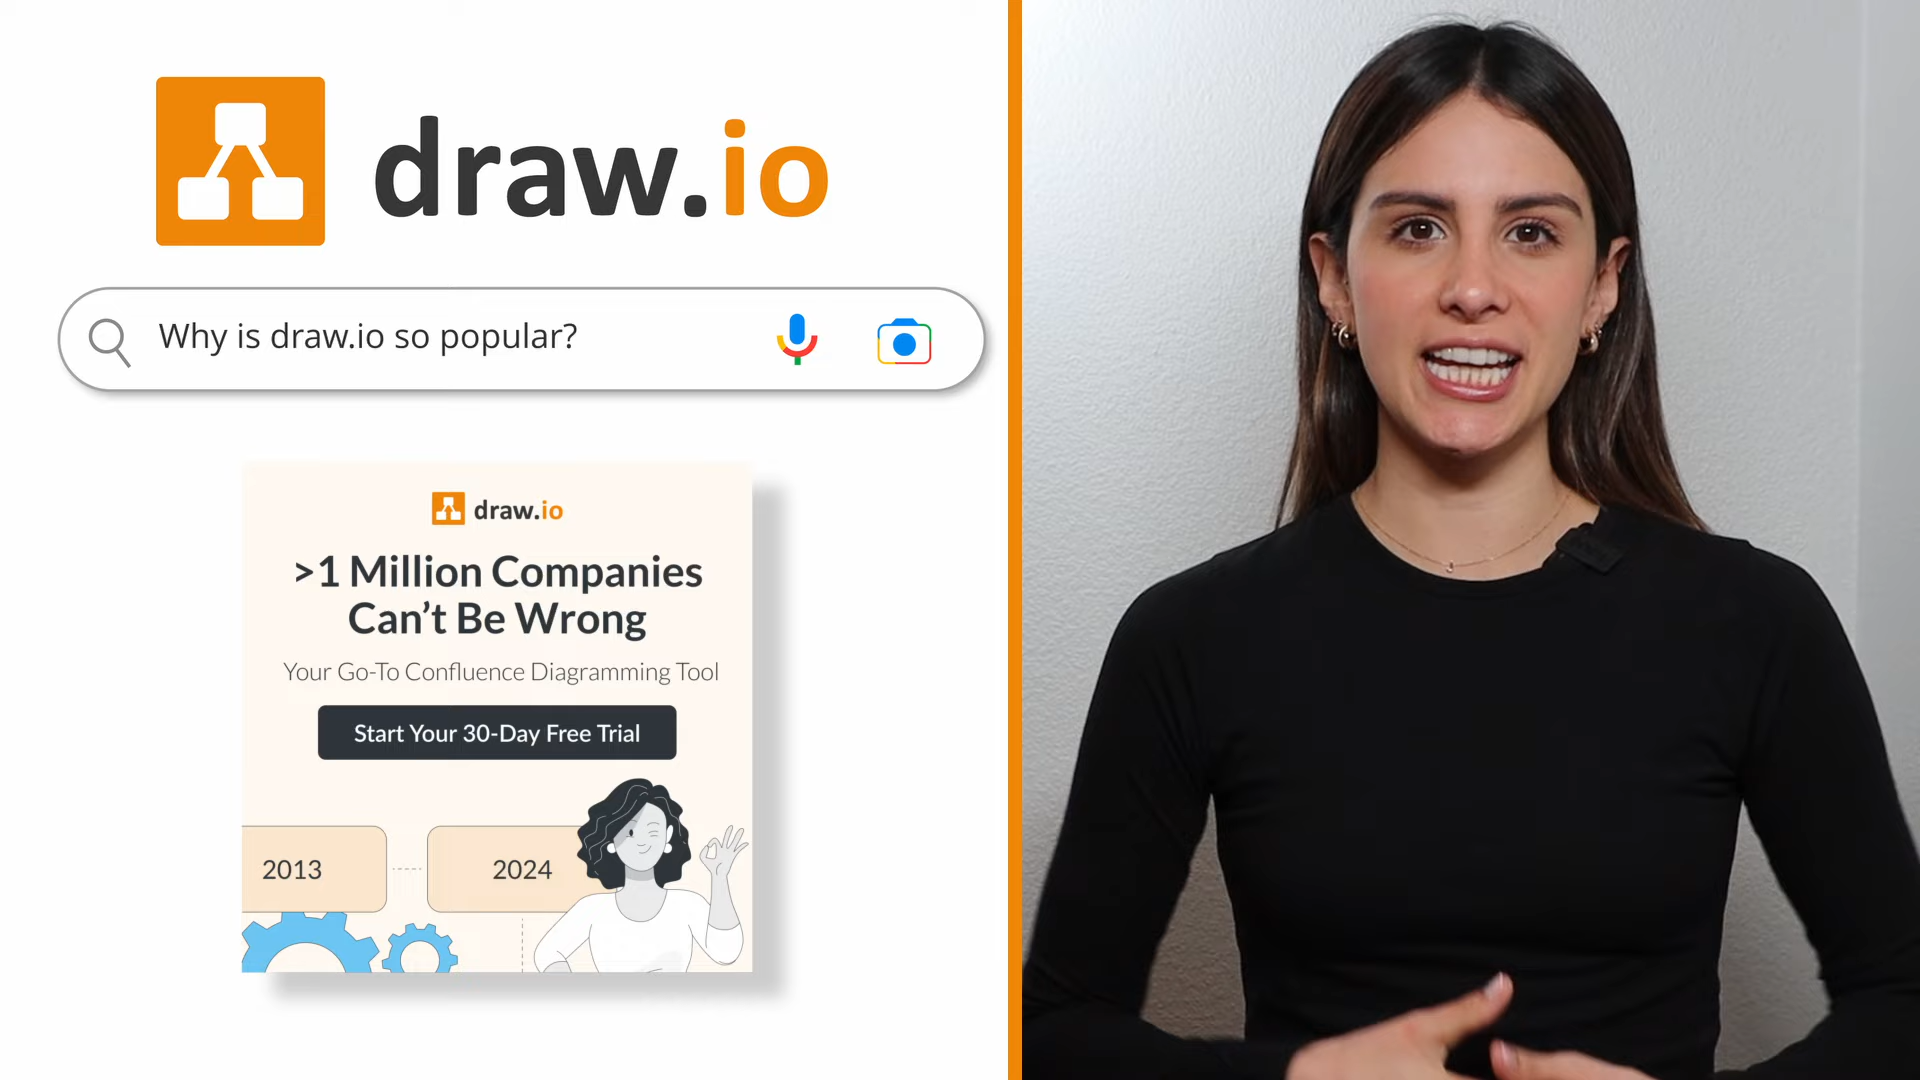 draw.io
Why is draw.io so popular?
draw.io
>1 Million Companies
Can't Be Wrong
Your Go-To Confluence Diagramming Tool
Start Your 30-Day Free Trial
2013
2024